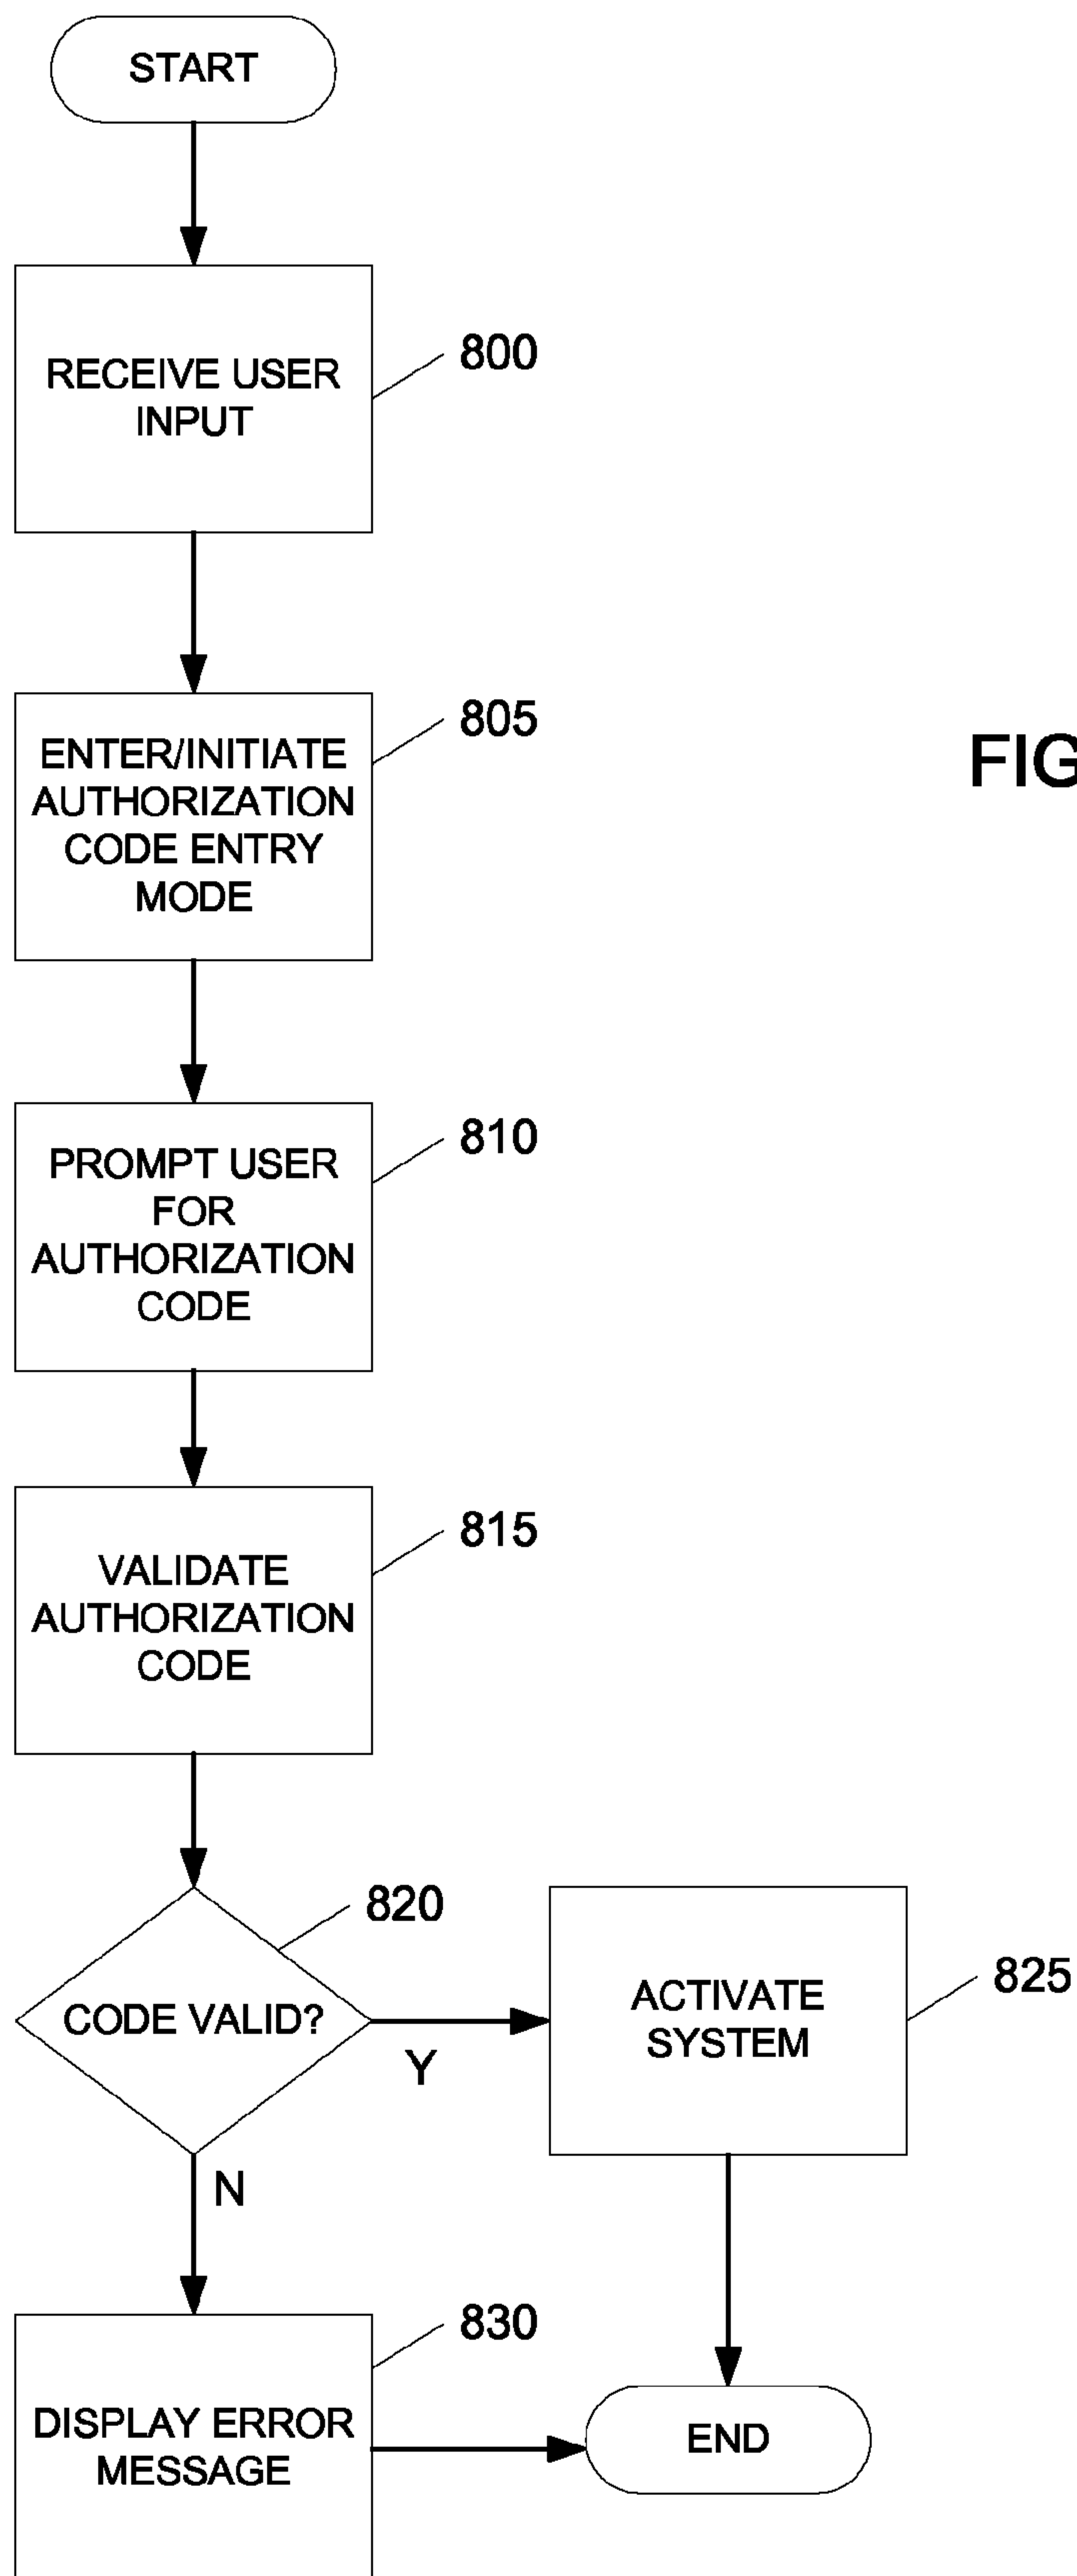 START
RECEIVE USER
INPUT
800
ENTER/INITIATE
AUTHORIZATION
CODE ENTRY
MODE
805
FIG
PROMPT USER
FOR
AUTHORIZATION
CODE
810
VALIDATE
AUTHORIZATION
CODE
815
CODE VALID?
820
Y
N
ACTIVATE
SYSTEM
825
DISPLAY ERROR
MESSAGE
830
END